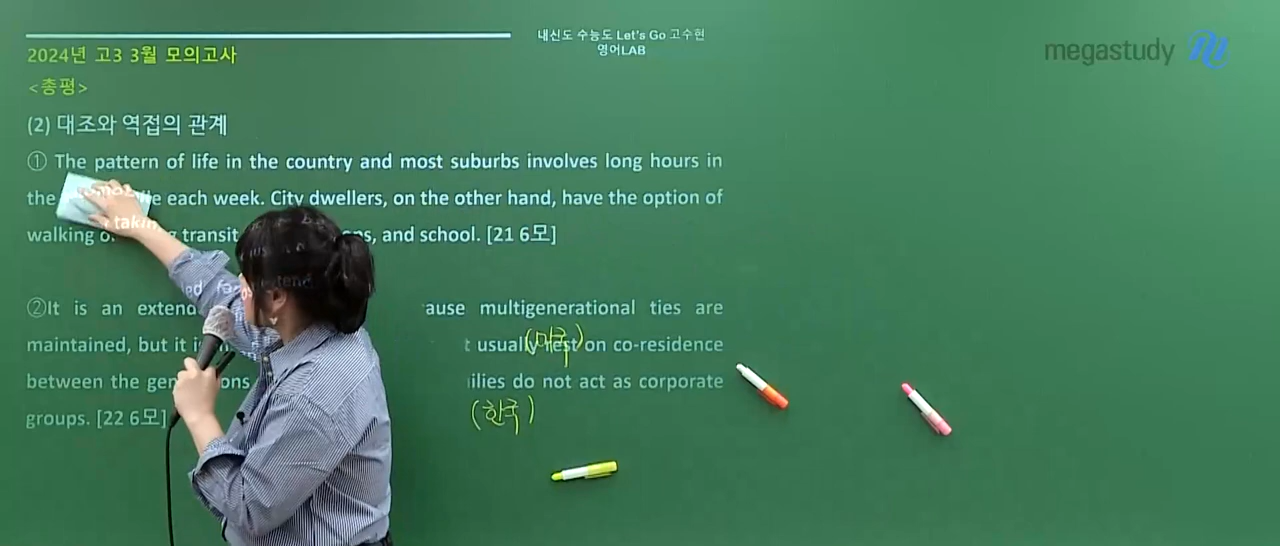 내신도 수능도 Let's Go 고수현
영어LAB
megastudy
2024년 고3 3월 모의고사
<총평>
(2) 대조와 역접의 관계
① The pattern of life in the country and most suburbs involves long hours in
the each week. City dwellers, on the other hand, have the option of
walking transit and school. [21 6모]
②It is an multigenerational ties are
maintained, but it usually rest on co-residence
(미국)
between the do not act as corporate
groups. [22 6모]
(한국)